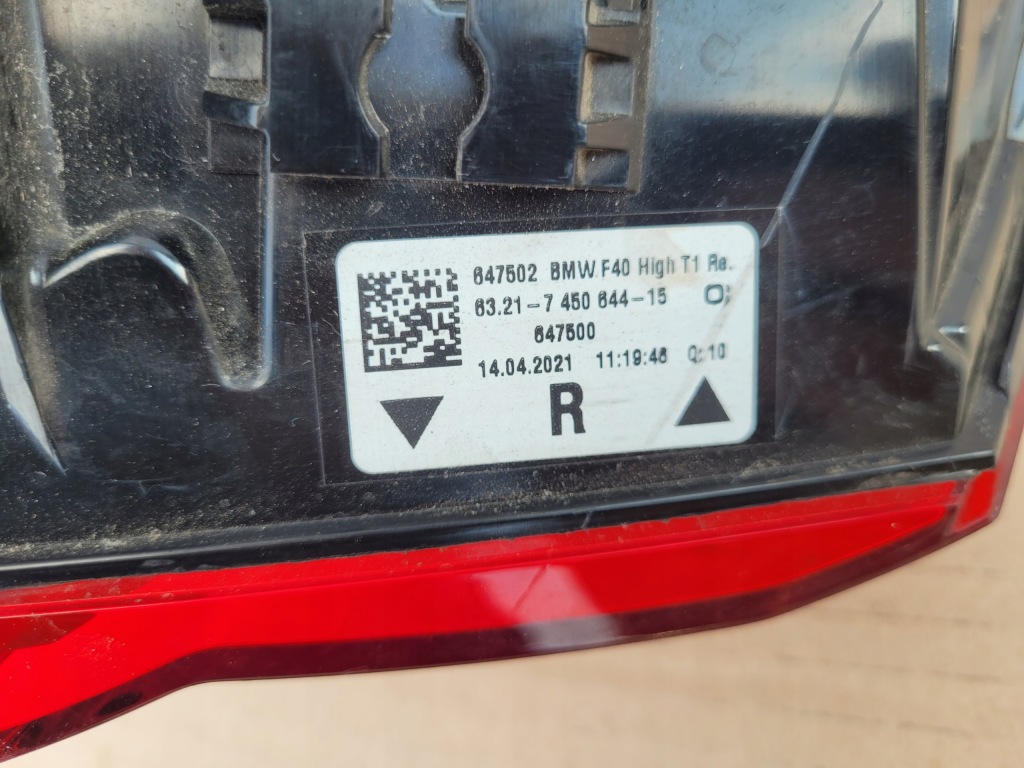 647502 BMW F40 High T1 Re.
63.21-7 450 644-15
647500
14.04.2021 11:19:46 Q: 10
R